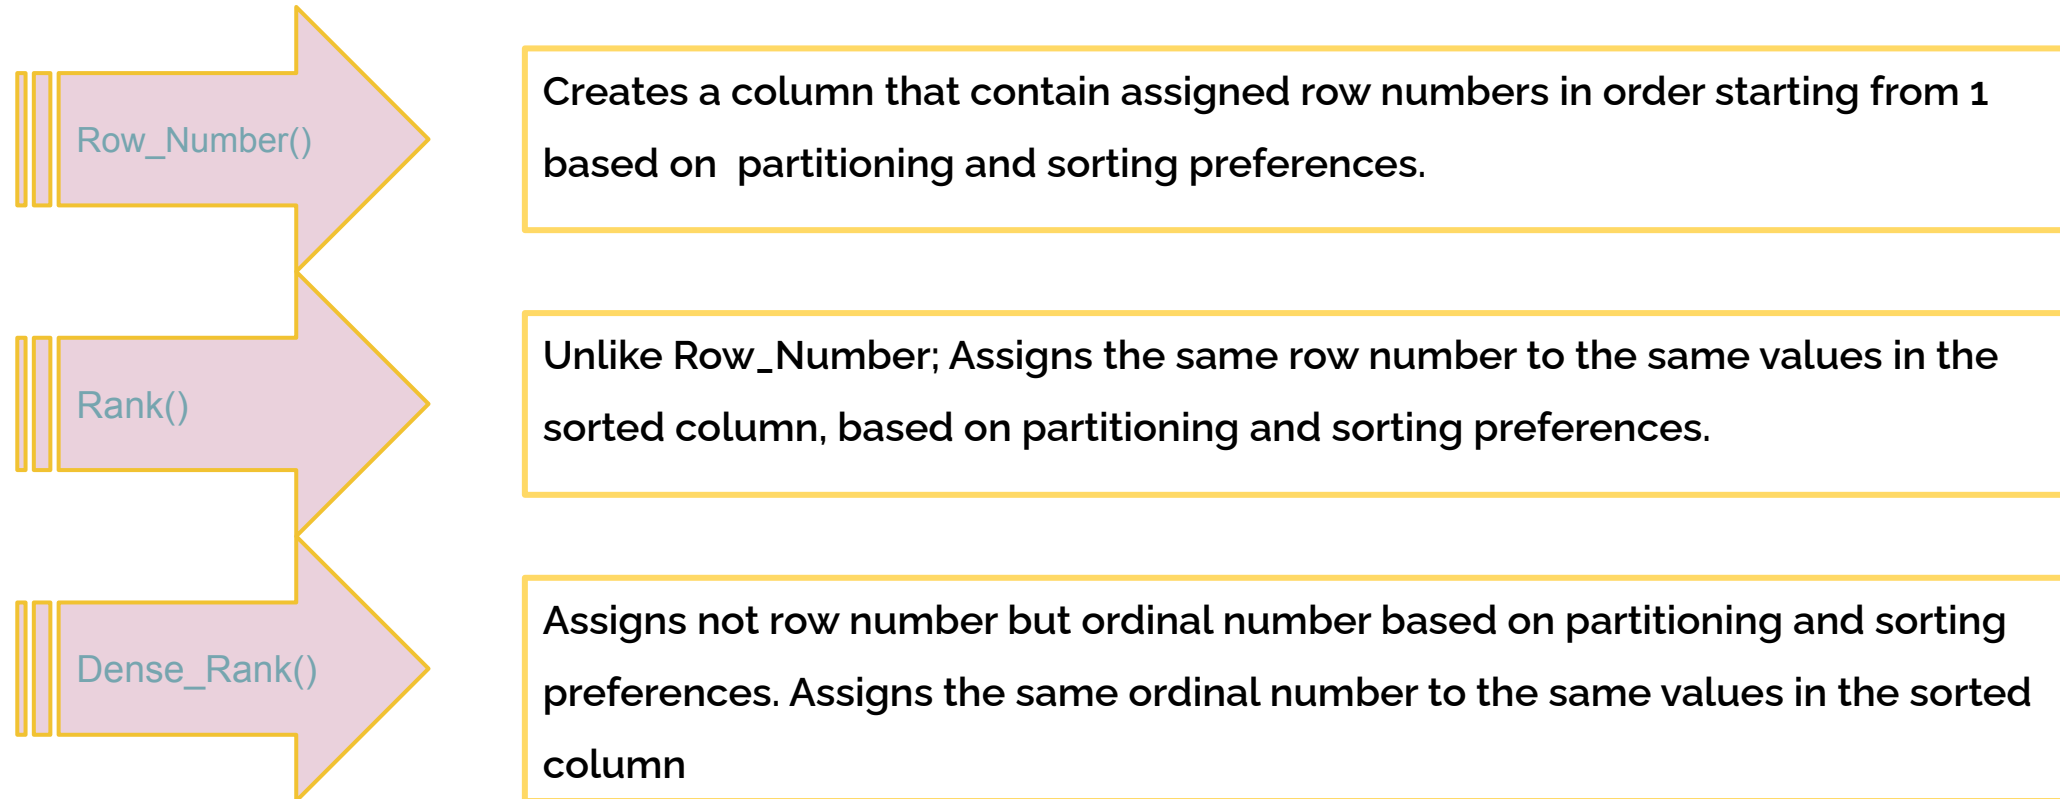 Row_Number()
Creates a column that contain assigned row numbers in order starting from 1
based on  partitioning and sorting preferences.
Rank()
Unlike Row_Number; Assigns the same row number to the same values in the
sorted column, based on partitioning and sorting preferences.
Dense_Rank()
Assigns not row number but ordinal number based on partitioning and sorting
preferences. Assigns the same ordinal number to the same values in the sorted
column